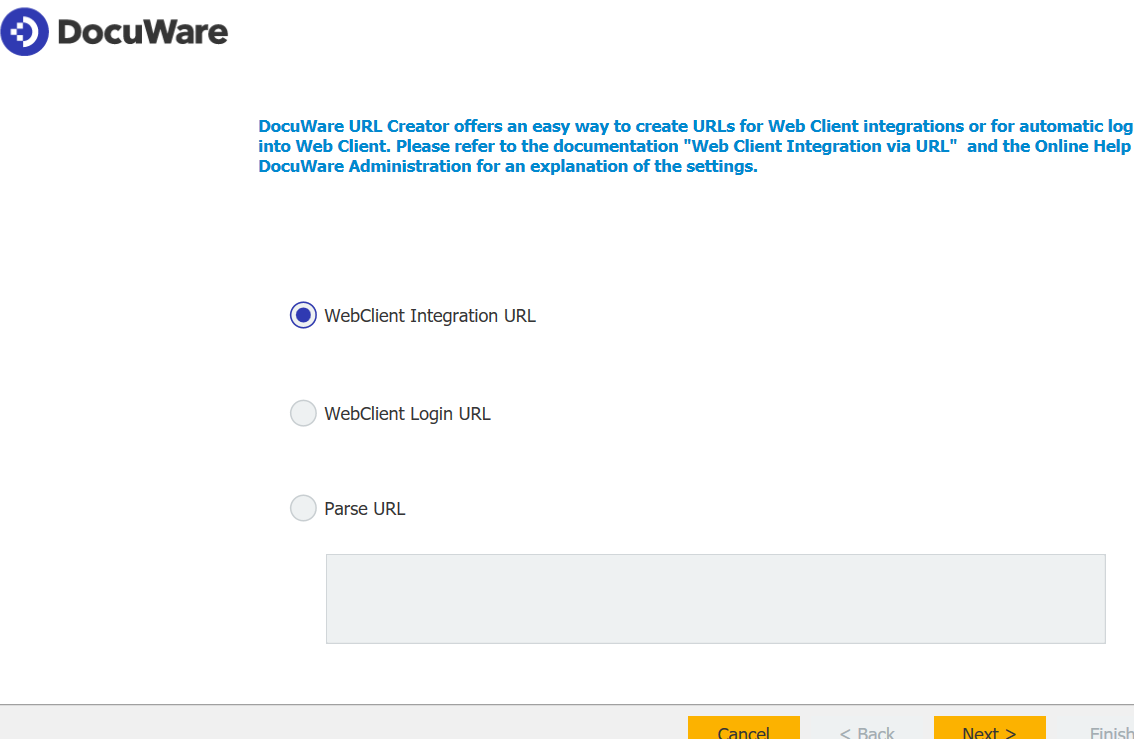 DocuWare
DocuWare URL Creator offers an easy way to create URLs for Web Client integrations or for automatic log
into Web Client. Please refer to the documentation "Web Client Integration via URL"  and the Online Help
DocuWare Administration for an explanation of the settings.
WebClient Integration URL
WebClient Login URL
Parse URL
Cancel
< Back
Next >
Finish